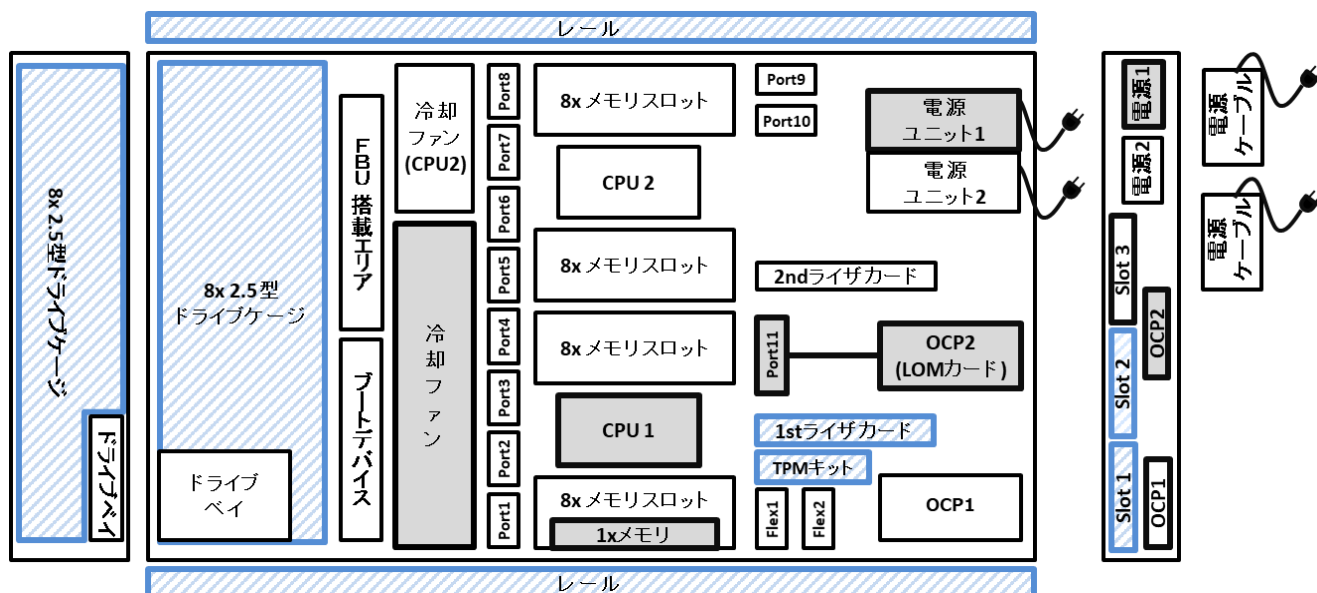 レール
8x 2.5型ドライブケージ
ドライブベイ
8x 2.5型
ドライブケージ
ドライブ
ベイ
FBU 搭載エリア
ブートデバイス
冷却
ファン
(CPU2)
冷却ファン
Port8
Port7
Port6
Port5
Port4
Port3
Port2
Port1
8x メモリスロット
CPU 2
8x メモリスロット
8x メモリスロット
CPU 1
8x メモリスロット
1xメモリ
Port9
Port10
電源
ユニット1
電源
ユニット2
2ndライザカード
Port11
OCP2
(LOMカード)
1stライザカード
TPMキット
Flex1
Flex2
OCP1
レール
電源1
電源2
Slot 3
OCP2
Slot 2
Slot 1
OCP1
電源
ケーブル
電源
ケーブル